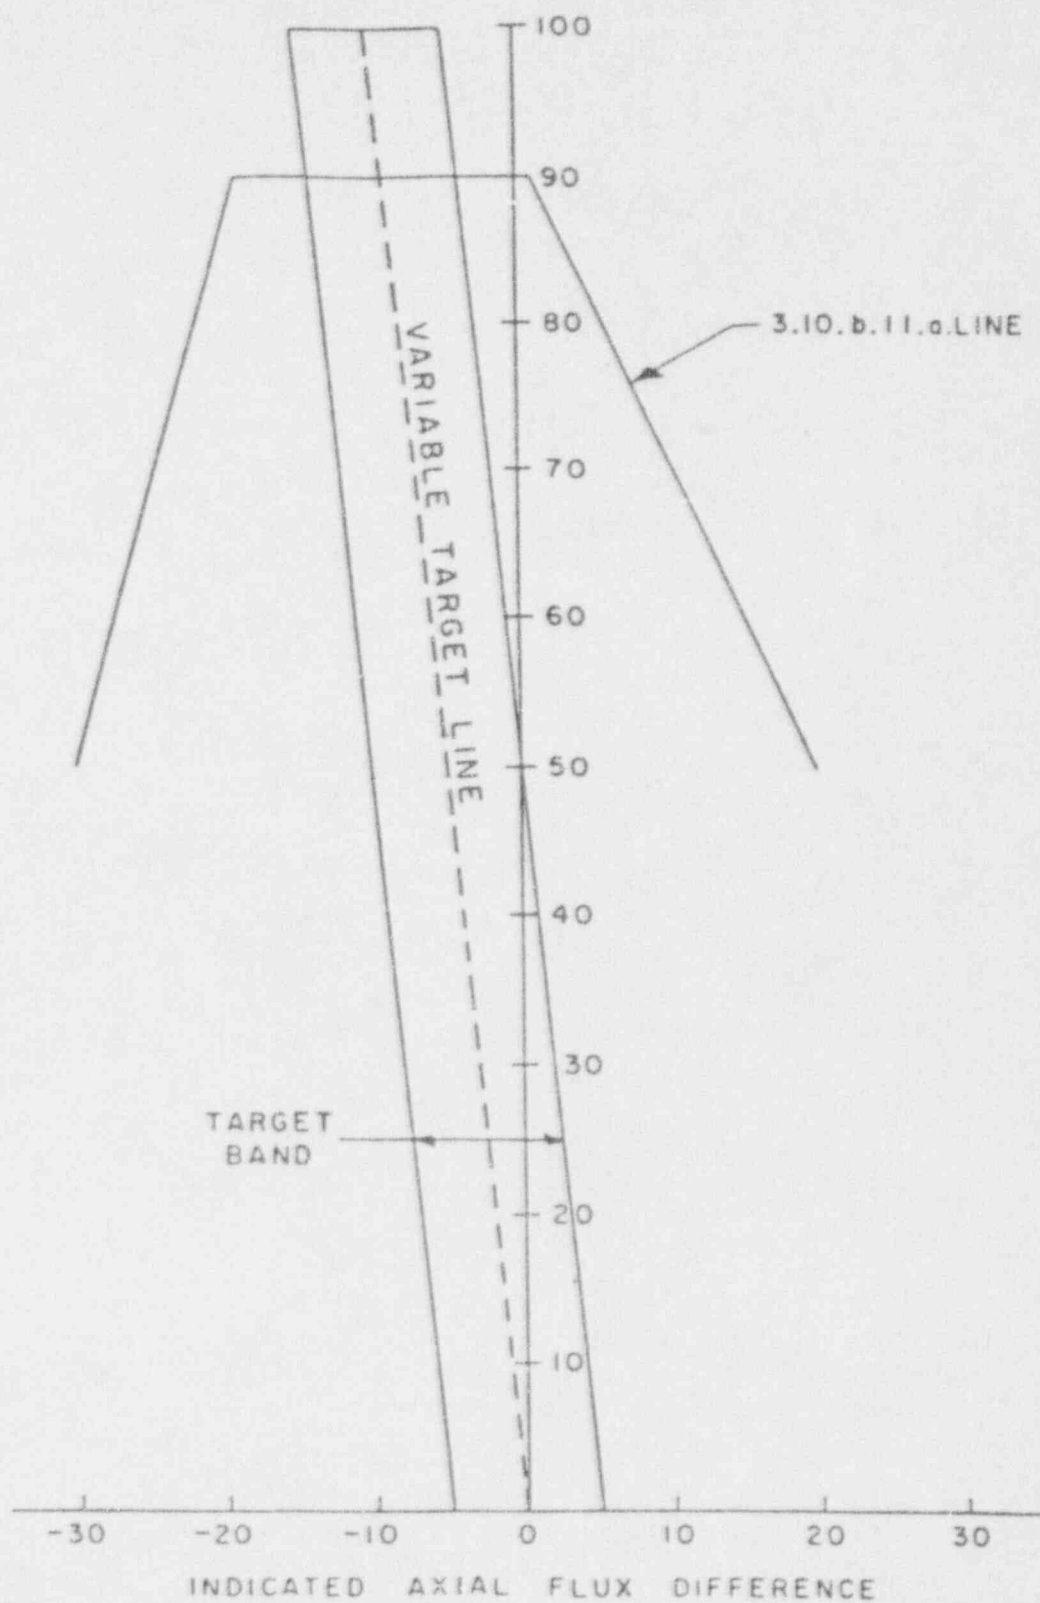 100
90
80
3.10.b.11.a.LINE
70
60
50
40
30
20
10
VARIABLE TARGET LINE
TARGET
BAND
-30 -20 -10 0 10 20 30
INDICATED AXIAL FLUX DIFFERENCE